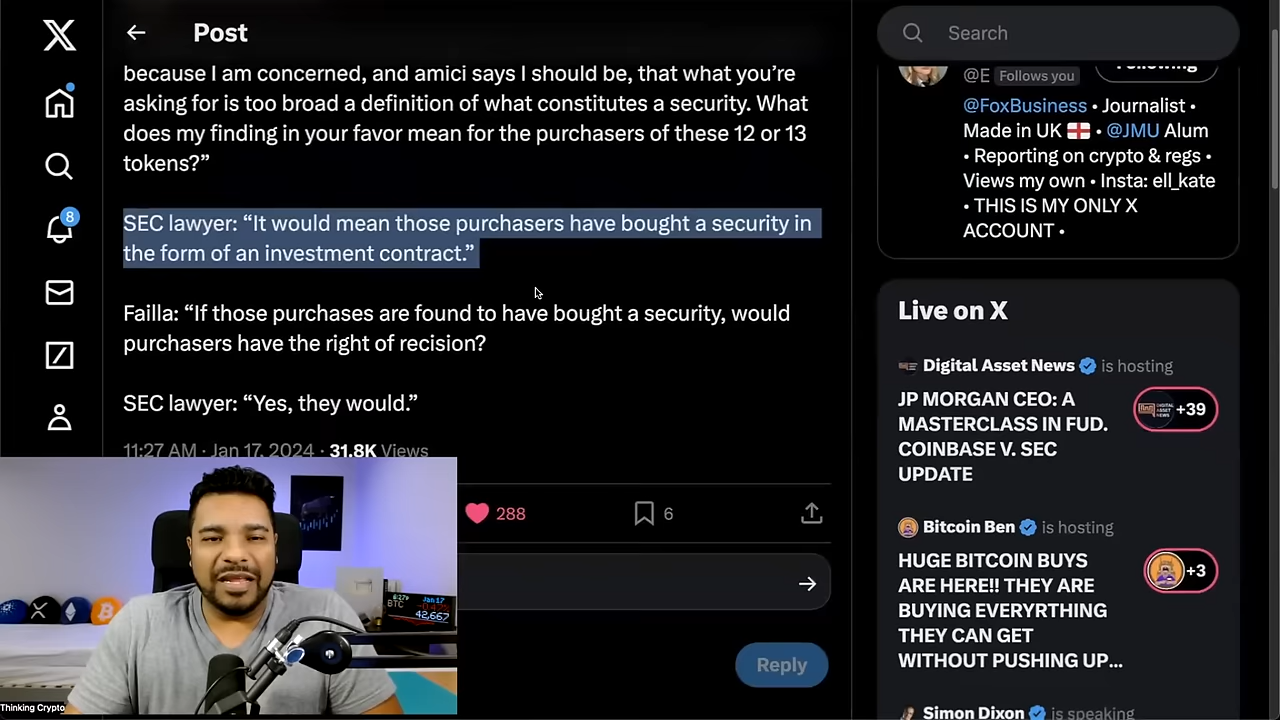 Post
because I am concerned, and amici says I should be, that what you're
asking for is too broad a definition of what constitutes a security. What
does my finding in your favor mean for the purchasers of these 12 or 13
tokens?”
SEC lawyer: “It would mean those purchasers have bought a security in
the form of an investment contract.”
Failla: “If those purchases are found to have bought a security, would
purchasers have the right of recision?
SEC lawyer: “Yes, they would.”
11:27 AM · Jan 17, 2024 · 31.8K Views
288
6
Reply
8
Search
@E Follows you
Following
@FoxBusiness • Journalist •
Made in UK 🏴󠁧󠁢󠁥󠁮󠁧󠁿 • @JMU Alum
• Reporting on crypto & regs •
Views my own • Insta: ell_kate
• THIS IS MY ONLY X
ACCOUNT •
Live on X
Digital Asset News is hosting
JP MORGAN CEO: A
MASTERCLASS IN FUD.
COINBASE V. SEC
UPDATE
+39
Bitcoin Ben is hosting
HUGE BITCOIN BUYS
ARE HERE!! THEY ARE
BUYING EVERYRTHING
THEY CAN GET
WITHOUT PUSHING UP...
+3
Simon Dixon is speaking
BTC
Jan 17
42,667
Thinking Crypto